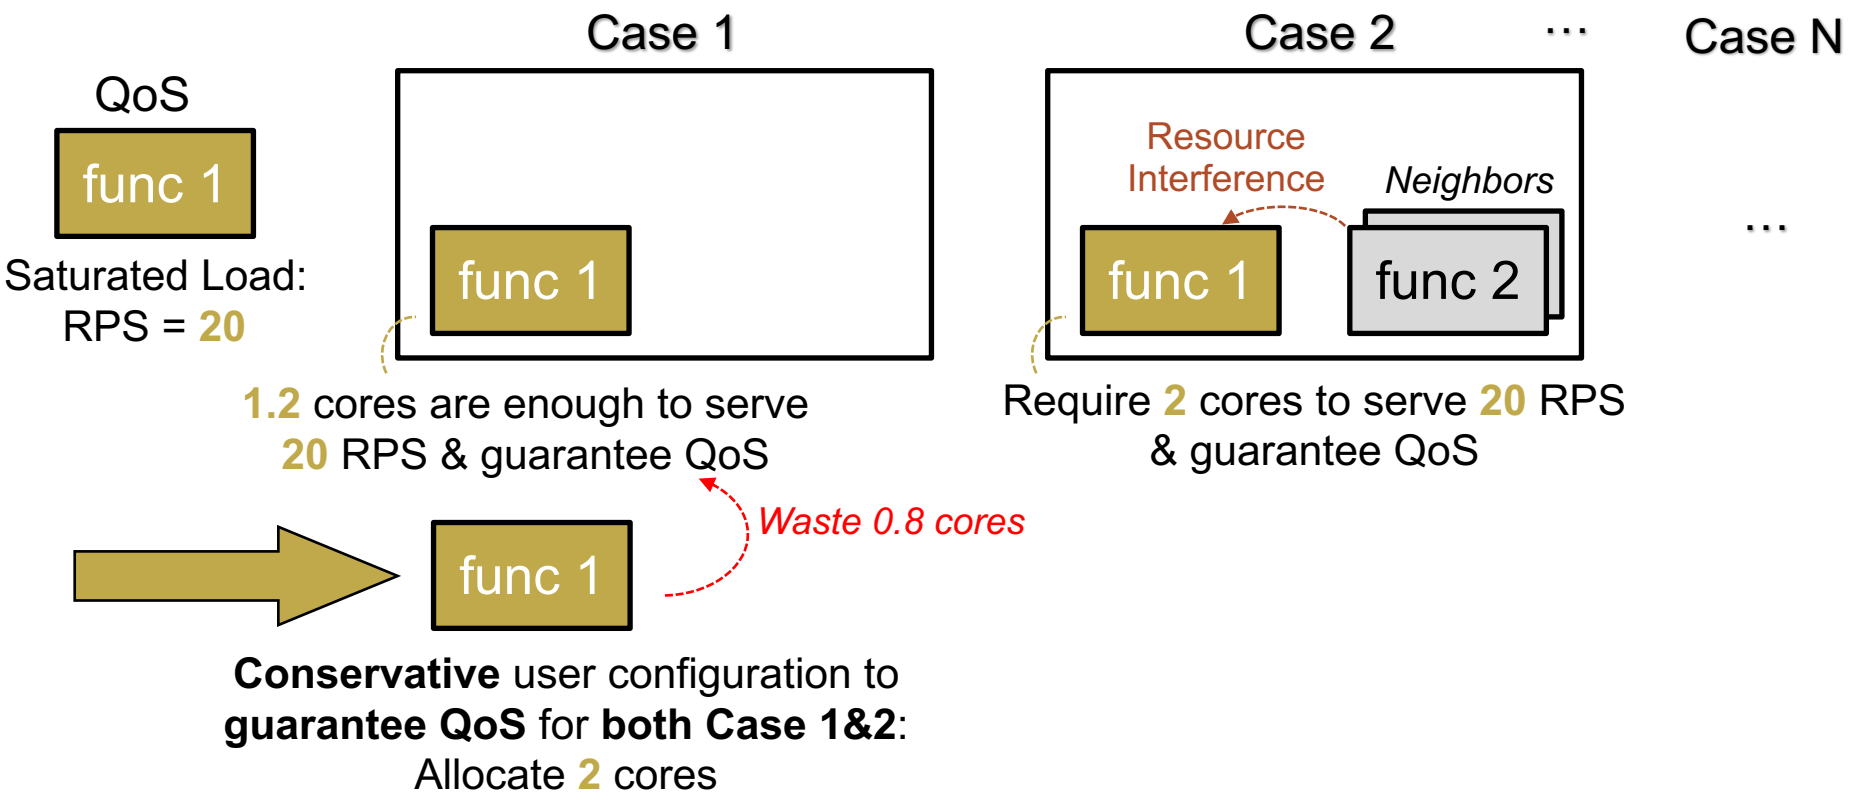 Case 1
Case 2
...
Case N
QoS
func 1
Saturated Load:
RPS = 20
func 1
1.2 cores are enough to serve
20 RPS & guarantee QoS
Resource
Interference
Neighbors
func 1
func 2
Require 2 cores to serve 20 RPS
& guarantee QoS
...
Waste 0.8 cores
func 1
Conservative user configuration to
guarantee QoS for both Case 1&2:
Allocate 2 cores